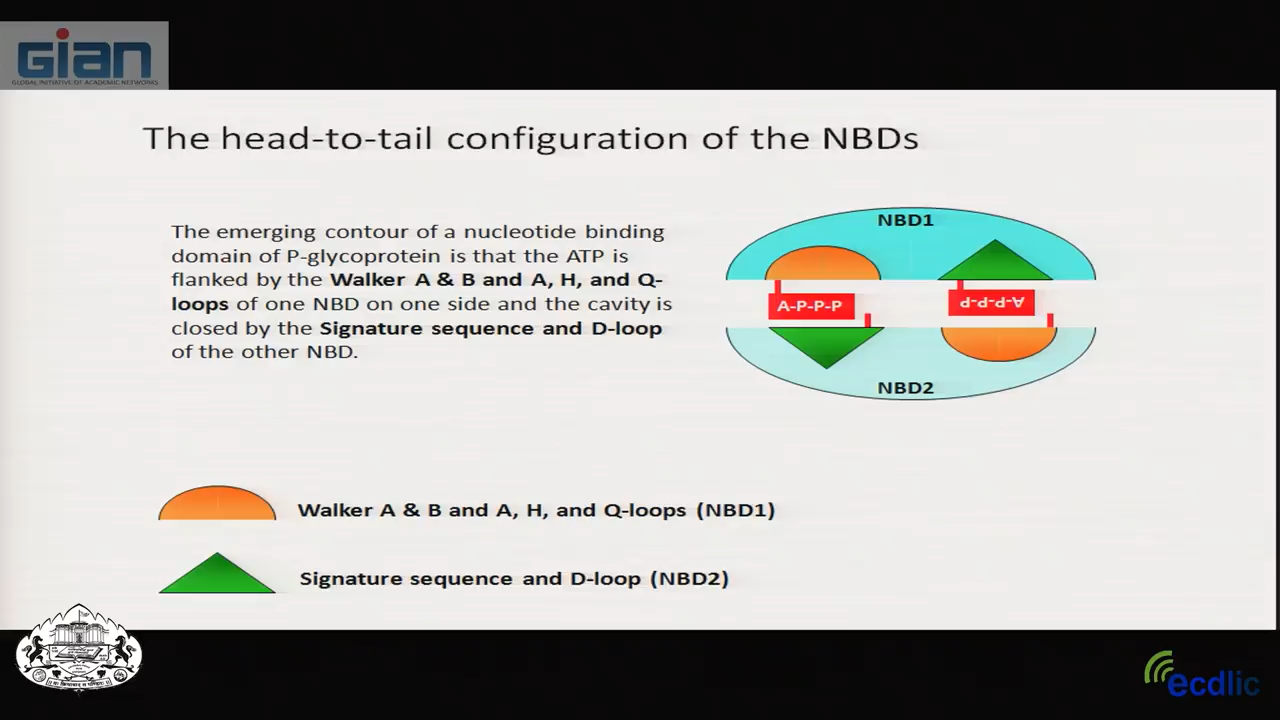 GIAN
GLOBAL INITIATIVE OF ACADEMIC NETWORKS
The head-to-tail configuration of the NBDs
The emerging contour of a nucleotide binding
domain of P-glycoprotein is that the ATP is
flanked by the Walker A & B and A, H, and Q-
loops of one NBD on one side and the cavity is
closed by the Signature sequence and D-loop
of the other NBD.
NBD1
A-P-P-P
A-P-P-P
NBD2
Walker A & B and A, H, and Q-loops (NBD1)
Signature sequence and D-loop (NBD2)
ecdlic